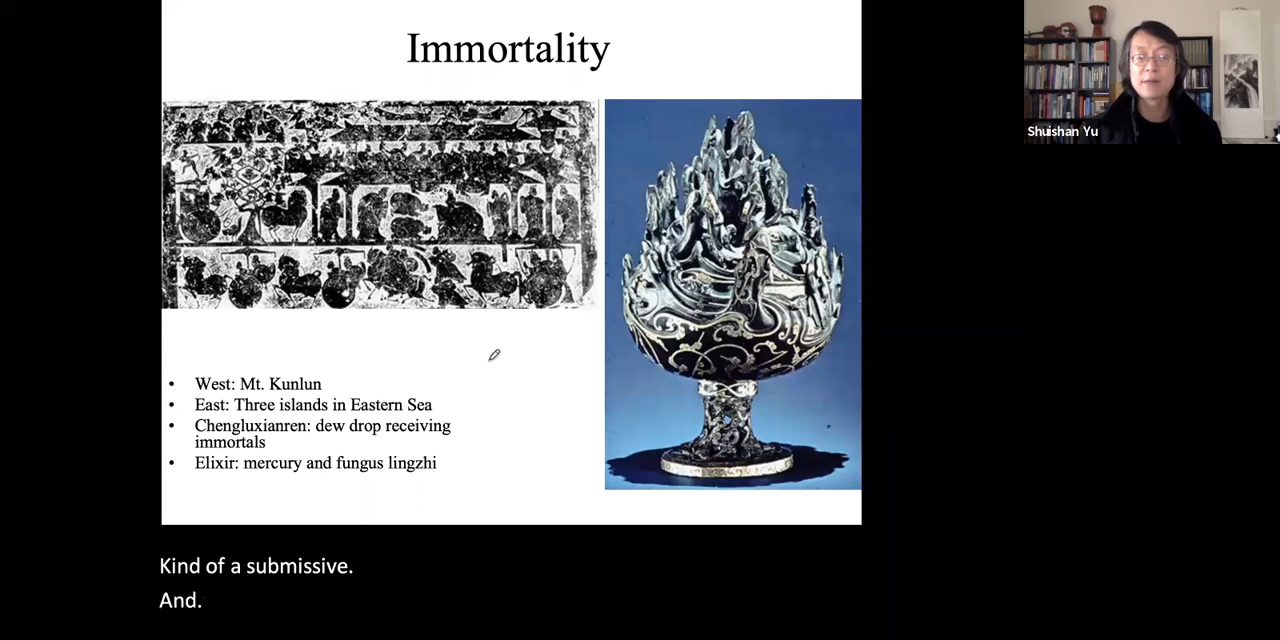 Immortality
Shuishan Yu
• West: Mt. Kunlun
• East: Three islands in Eastern Sea
• Chengluxianren: dew drop receiving
immortals
• Elixir: mercury and fungus lingzhi
Kind of a submissive.
And.